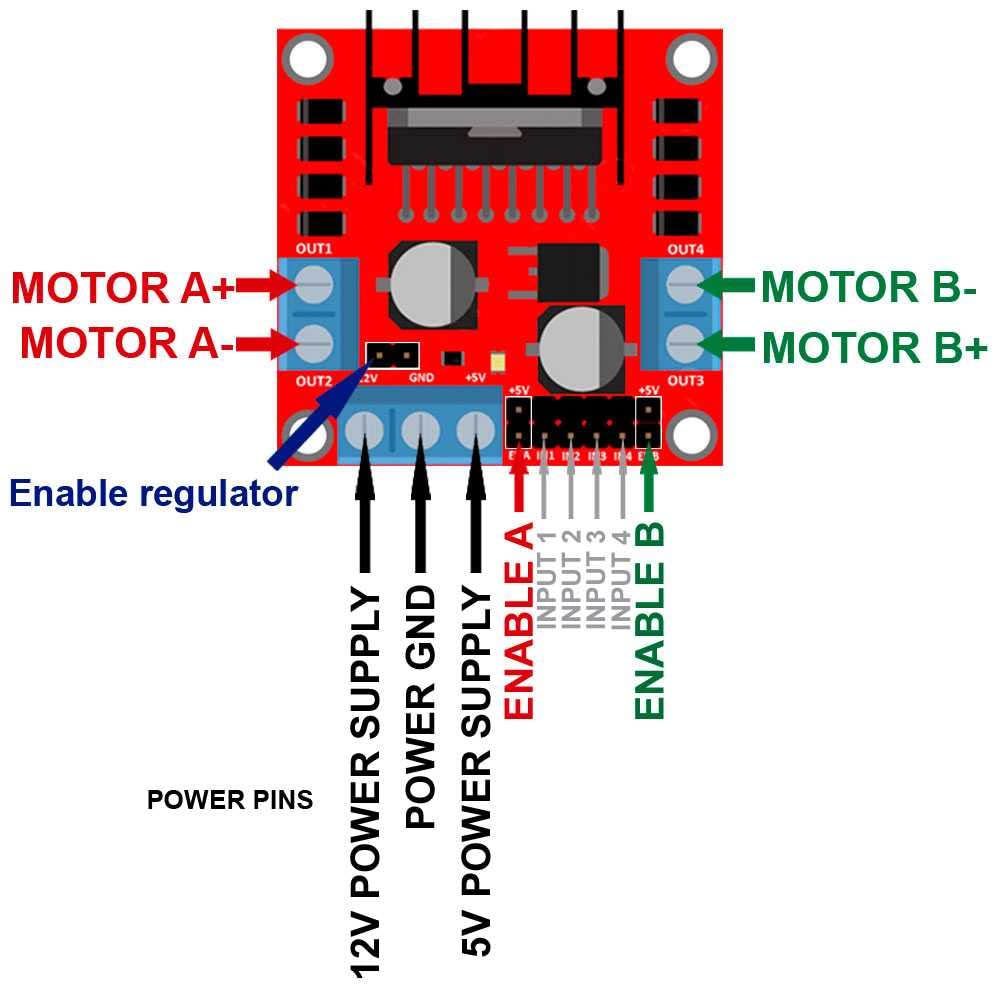 OUT1
OUT4
MOTOR A+
MOTOR B-
MOTOR A-
MOTOR B+
OUT2
12V
GND
+5V
+5V
+5V
OUT3
IN1
IN2
IN3
IN4
Enable regulator
12V POWER SUPPLY
POWER GND
5V POWER SUPPLY
ENABLE A
INPUT 1
INPUT 2
INPUT 3
INPUT 4
ENABLE B
POWER PINS